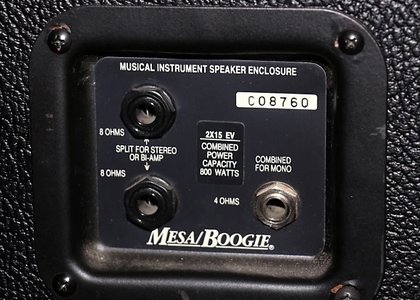 MUSICAL INSTRUMENT SPEAKER ENCLOSURE
C08760
8 OHMS
SPLIT FOR STEREO
OR BI-AMP
8 OHMS
2X15 EV
COMBINED
POWER
CAPACITY
800 WATTS
COMBINED
FOR MONO
4 OHMS
MESA/BOOGIE®